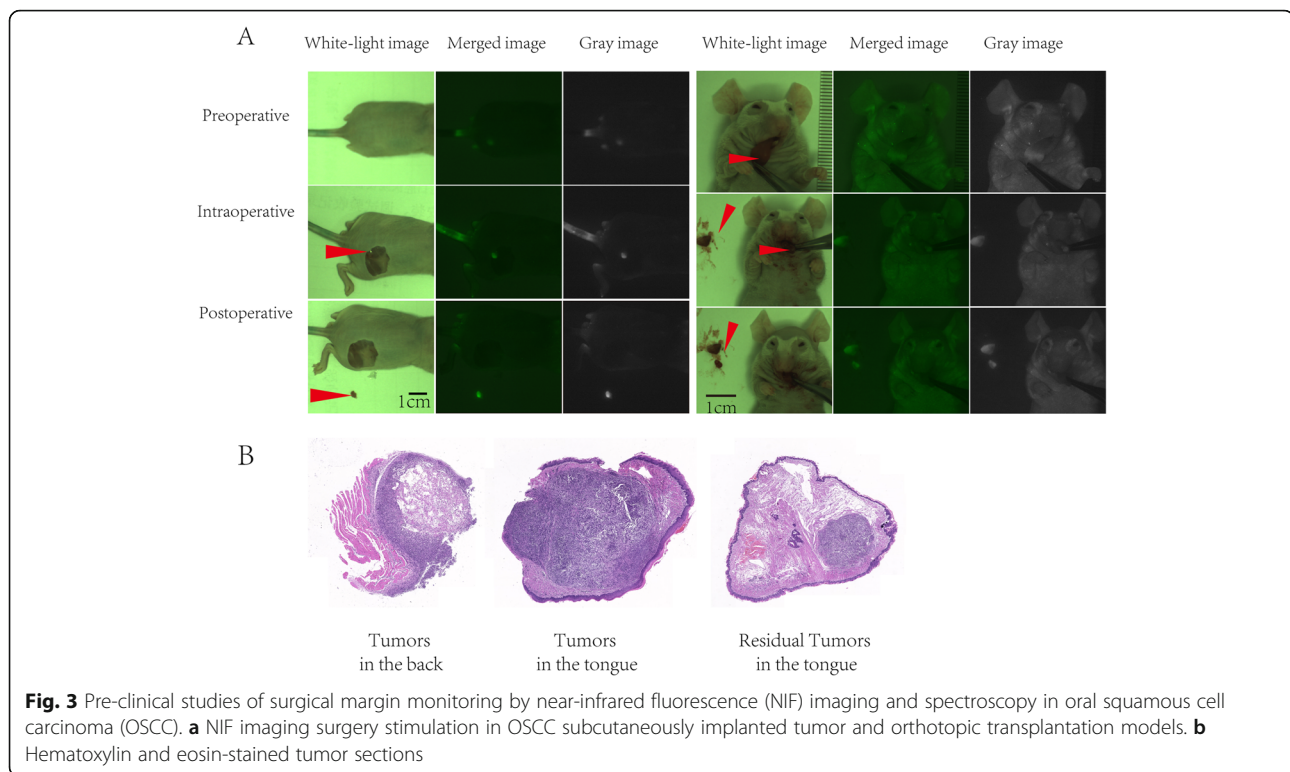 A
White-light image Merged image Gray image White-light image Merged image Gray image
Preoperative
Intraoperative
Postoperative
1cm
1cm
B
Tumors
in the back
Tumors
in the tongue
Residual Tumors
in the tongue
Fig. 3 Pre-clinical studies of surgical margin monitoring by near-infrared fluorescence (NIF) imaging and spectroscopy in oral squamous cell
carcinoma (OSCC). a NIF imaging surgery stimulation in OSCC subcutaneously implanted tumor and orthotopic transplantation models. b
Hematoxylin and eosin-stained tumor sections